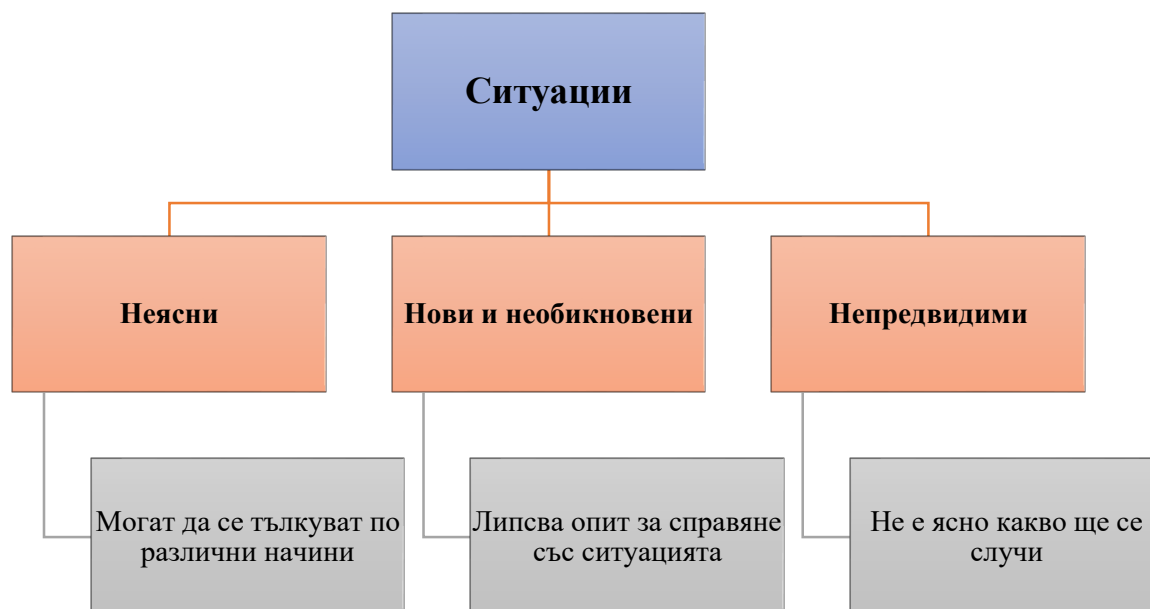 Ситуации
Неясни
Нови и необикновени
Непредвидими
Могат да се тълкуват по
различни начини
Липсва опит за справяне
със ситуацията
Не е ясно какво ще се
случи